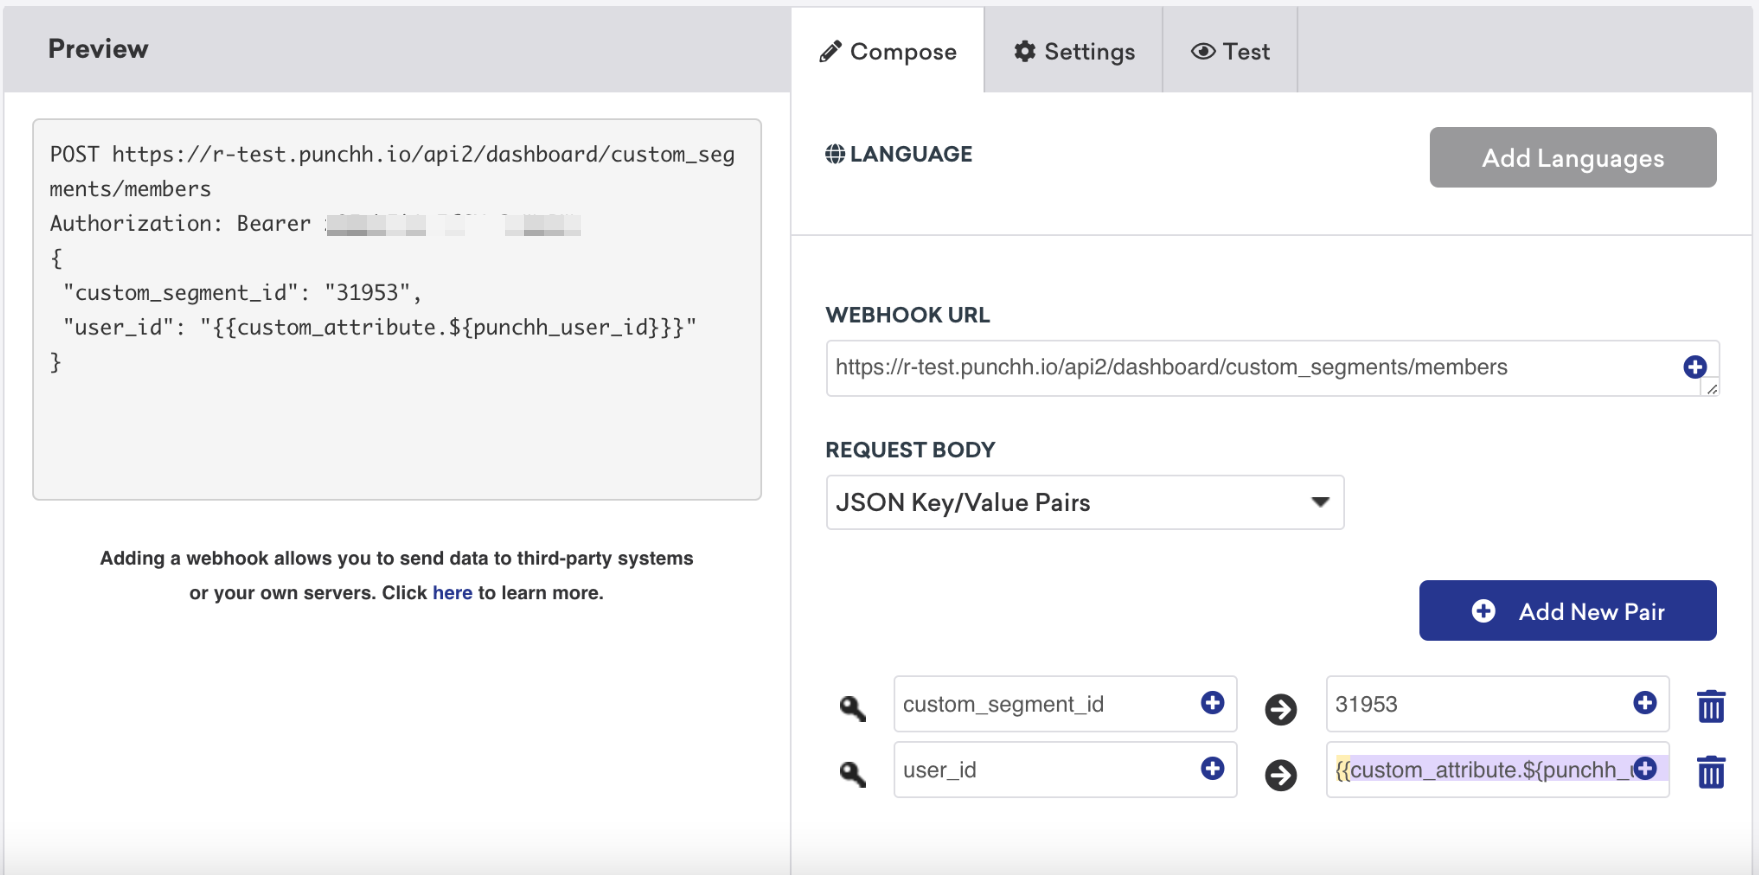 Preview
POST https://r-test.punchh.io/api2/dashboard/custom_seg
ments/members
Authorization: Bearer
{
"custom_segment_id": "31953",
"user_id": "{{custom_attribute.${punchh_user_id}}}"
}
Adding a webhook allows you to send data to third-party systems
or your own servers. Click here to learn more.
Compose
Settings
Test
LANGUAGE
Add Languages
WEBHOOK URL
https://r-test.punchh.io/api2/dashboard/custom_segments/members
REQUEST BODY
JSON Key/Value Pairs
Add New Pair
custom_segment_id
31953
user_id
{{custom_attribute.${punchh_